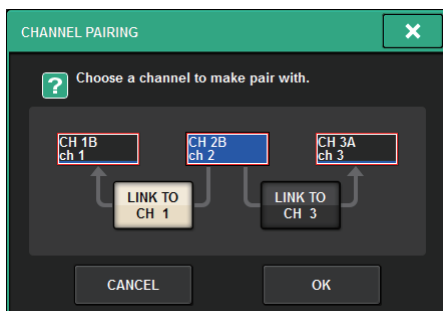 CHANNEL PAIRING
Choose a channel to make pair with.
CH 1B
ch 1
CH 2B
ch 2
CH 3A
ch 3
LINK TO
CH 1
LINK TO
CH 3
CANCEL
OK